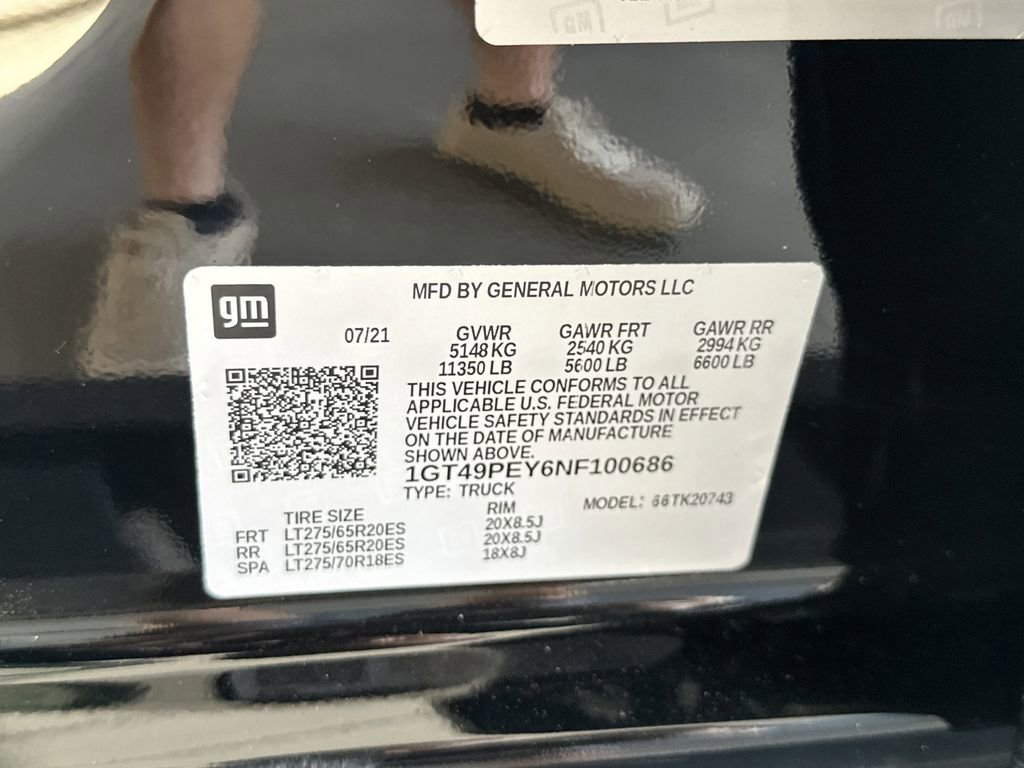 gm
MFD BY GENERAL MOTORS LLC
07/21 GVWR GAWR FRT GAWR RR
5148 KG 2540 KG 2994 KG
11350 LB 5600 LB 6600 LB
THIS VEHICLE CONFORMS TO ALL
APPLICABLE U.S. FEDERAL MOTOR
VEHICLE SAFETY STANDARDS IN EFFECT
ON THE DATE OF MANUFACTURE
SHOWN ABOVE.
1GT49PEY6NF100686
TYPE: TRUCK MODEL: 66TK20743
TIRE SIZE RIM
FRT LT275/65R20ES 20X8.5J
RR LT275/65R20ES 20X8.5J
SPA LT275/70R18ES 18X8J